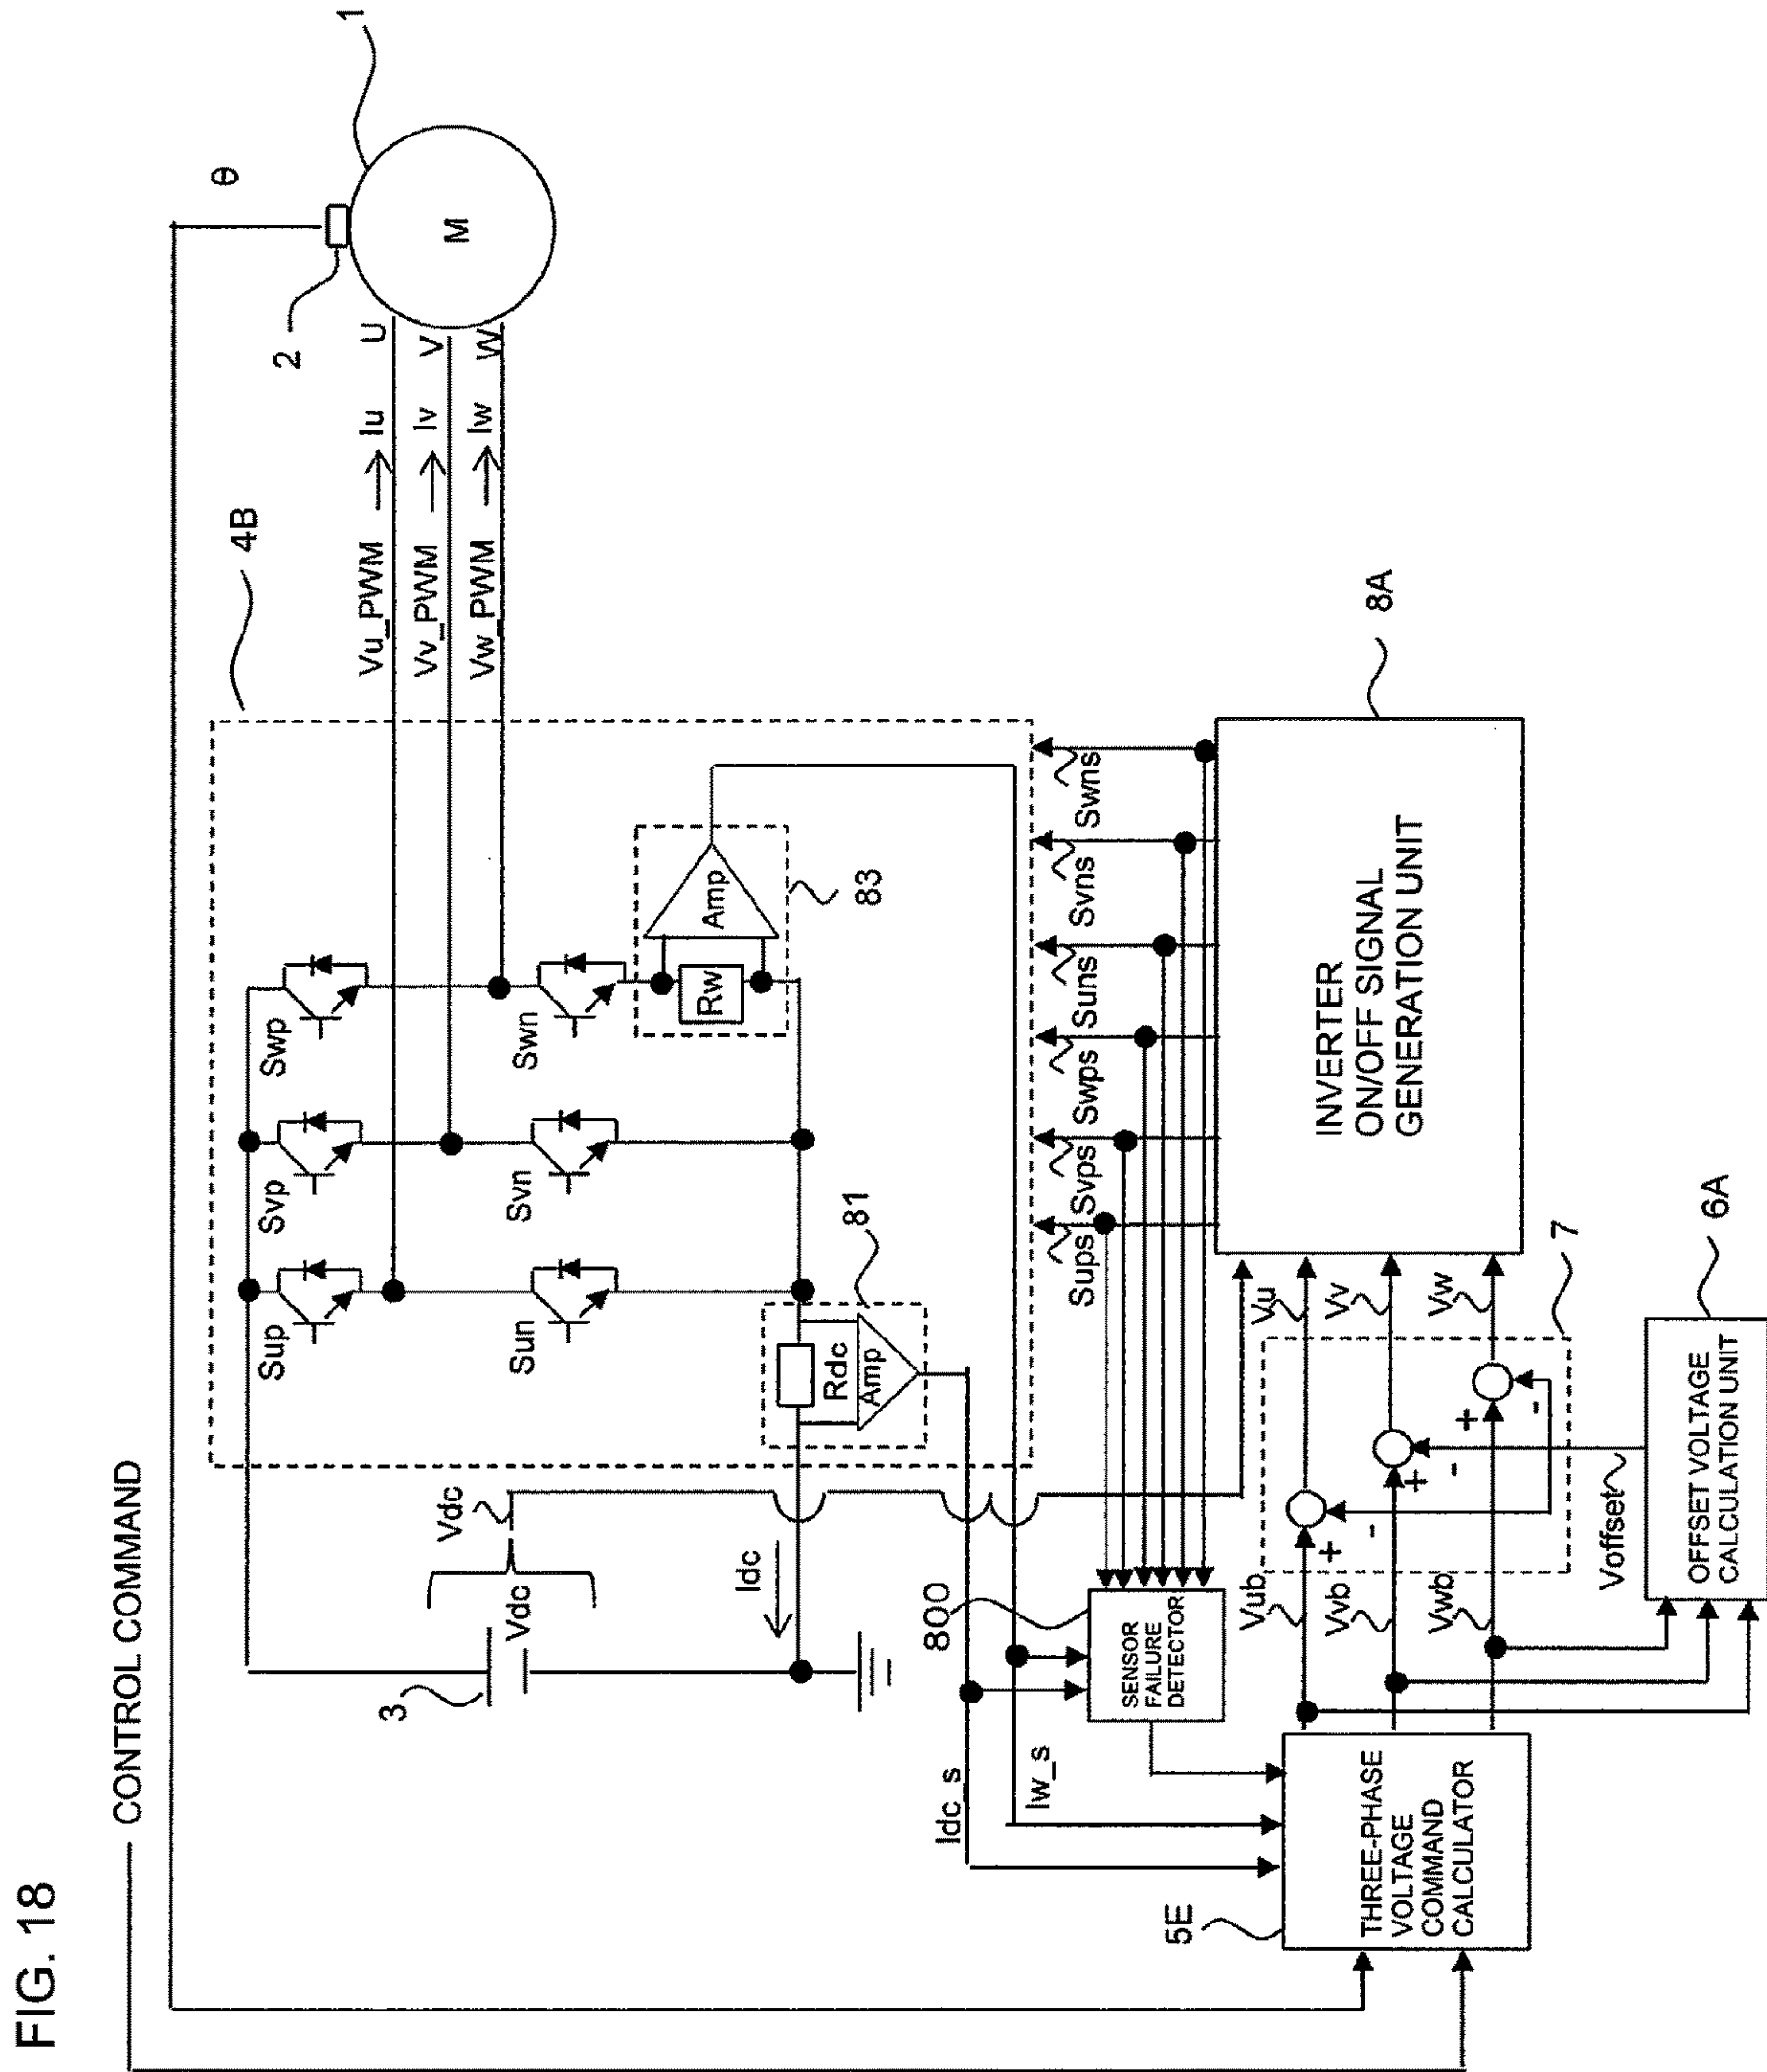 FIG. 18
CONTROL COMMAND
θ
1
2
M
U
V
W
Iu
Iv
Iw
Vu_PWM
Vv_PWM
Vw_PWM
4B
3
Vdc
Vdc
Idc
Sup
Svp
Swp
Sun
Svn
Swn
Rdc
Amp
81
Rw
Amp
83
Idc_s
Iw_s
800
SENSOR
FAILURE
DETECTOR
Sups
Svps
Swps
Suns
Svns
Swns
5E
THREE-PHASE
VOLTAGE
COMMAND
CALCULATOR
Vub
Vvb
Vwb
+
-
+
-
+
-
Vu
Vv
Vw
7
Voffset
OFFSET VOLTAGE
CALCULATION UNIT
6A
INVERTER
ON/OFF SIGNAL
GENERATION UNIT
8A